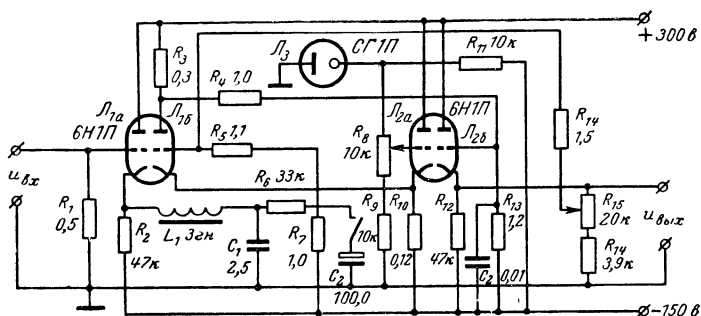 Л₃ СГ1П
R₁₁ 10к
+300 в
R₃
0,3
R₄ 1,0
Л₁а
Л₁б
6Н1П
Л₂а
6Н1П
Л₂б
R₁₄
1,5
R₅ 1,1
R₈
10к
uвх
R₆ 33к
R₁
0,5
R₂
47к
L₁ 3гн
C₁
2,5
R₇
1,0
10к
C₂
100,0
R₉
R₁₀
0,12
R₁₂
47к
R₁₃
1,2
C₂ 0,01
R₁₅
20к
uвых
R₁₄
3,9к
−150 в